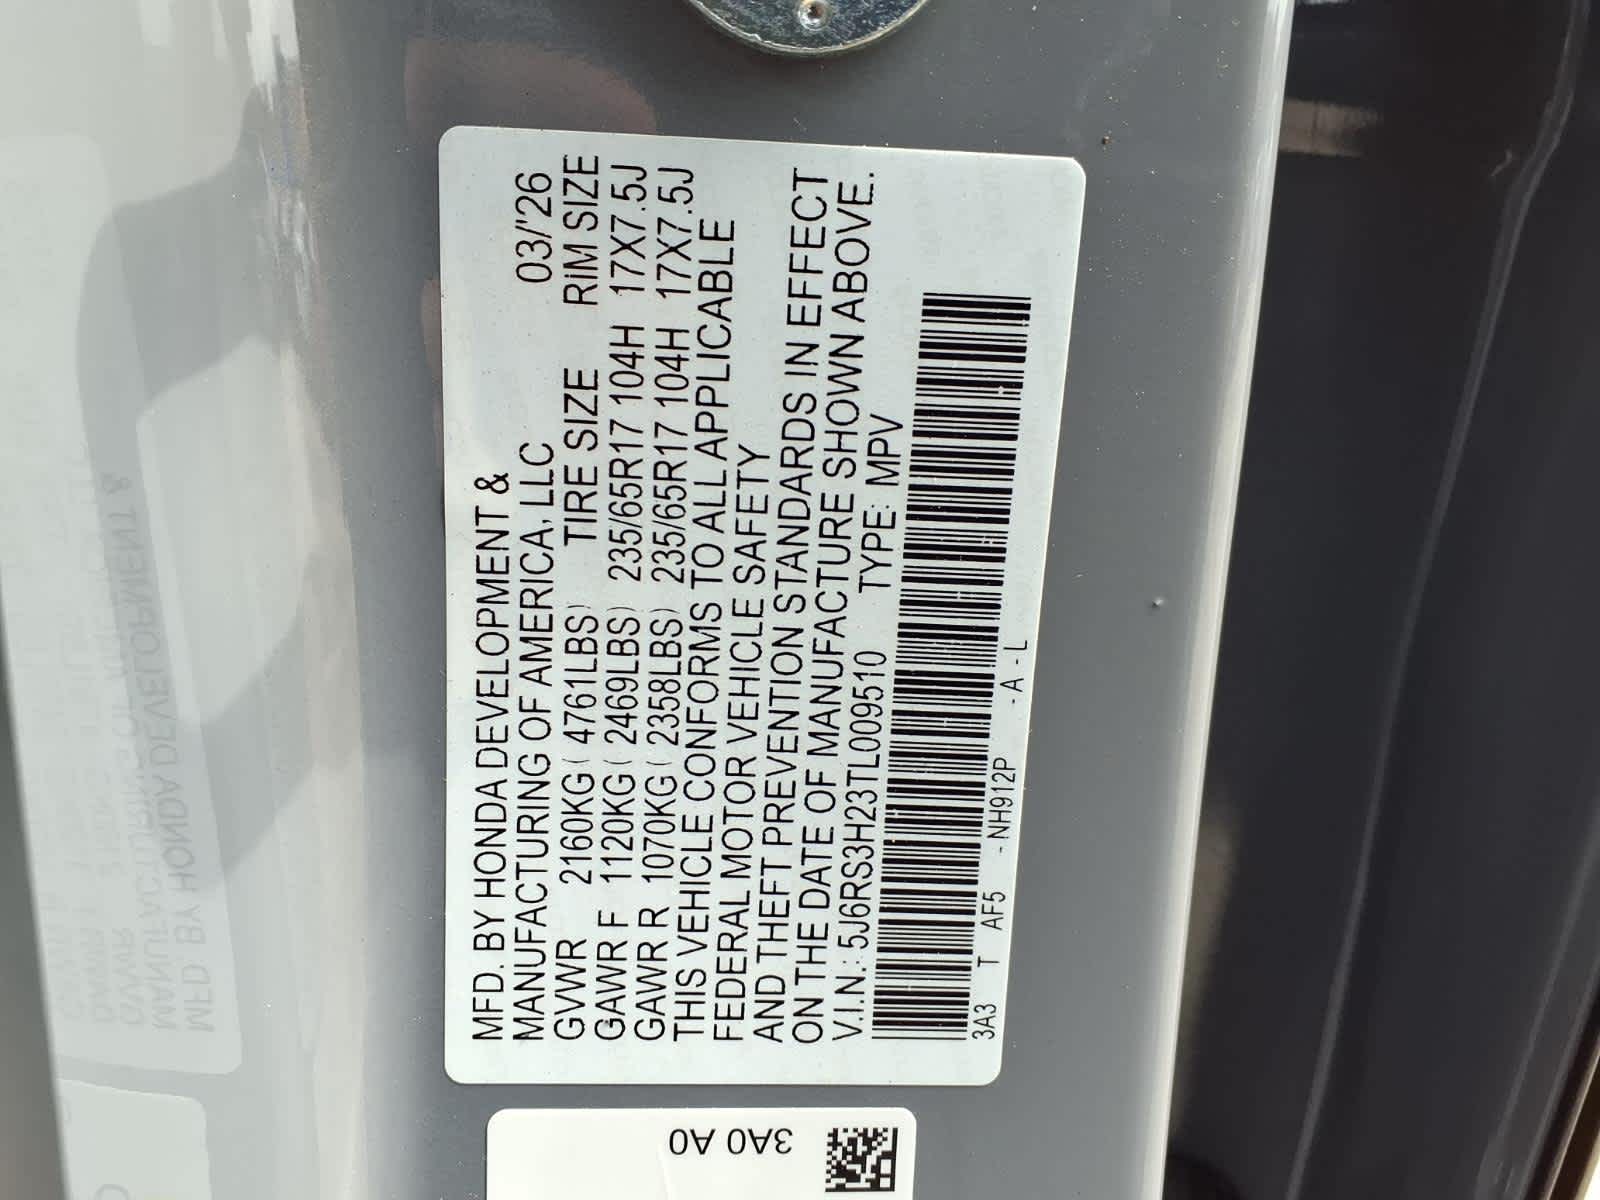 MFD. BY HONDA DEVELOPMENT &
MANUFACTURING OF AMERICA, LLC 03/'26
GVWR 2160KG( 4761LBS) TIRE SIZE RIM SIZE
GAWR F 1120KG( 2469LBS) 235/65R17 104H 17X7.5J
GAWR R 1070KG( 2358LBS) 235/65R17 104H 17X7.5J
THIS VEHICLE CONFORMS TO ALL APPLICABLE
FEDERAL MOTOR VEHICLE SAFETY
AND THEFT PREVENTION STANDARDS IN EFFECT
ON THE DATE OF MANUFACTURE SHOWN ABOVE.
V.I.N.: 5J6RS3H23TL009510 TYPE: MPV
3A3 T AF5 - NH912P - A - L
3A0 A0